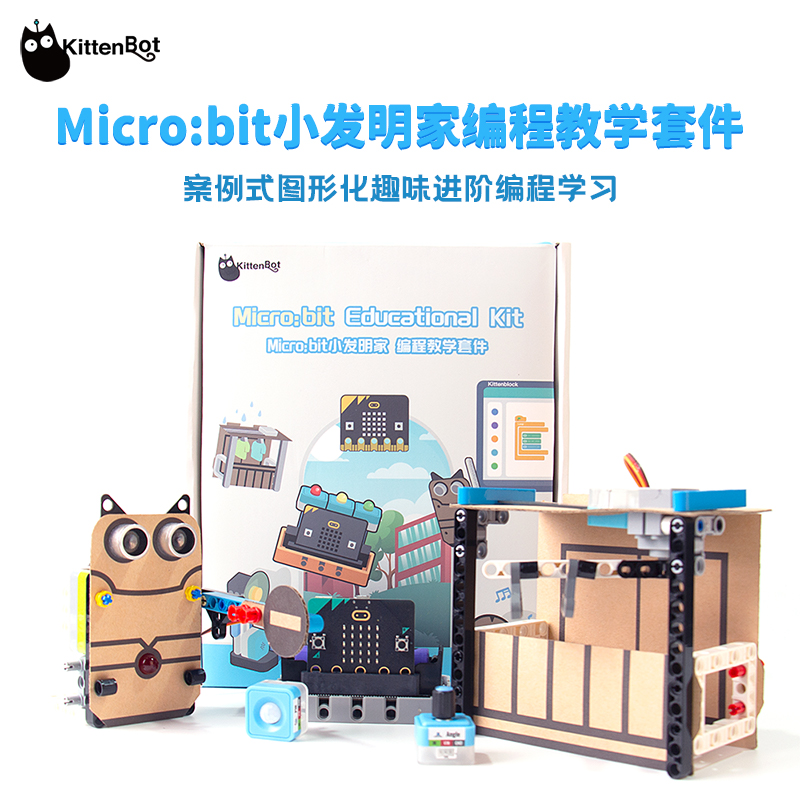 KittenBot
Micro:bit小发明家编程教学套件
案例式图形化趣味进阶编程学习
KittenBot
Micro:bit Educational Kit
Micro:bit小发明家 编程教学套件
Kittenblock
Angle